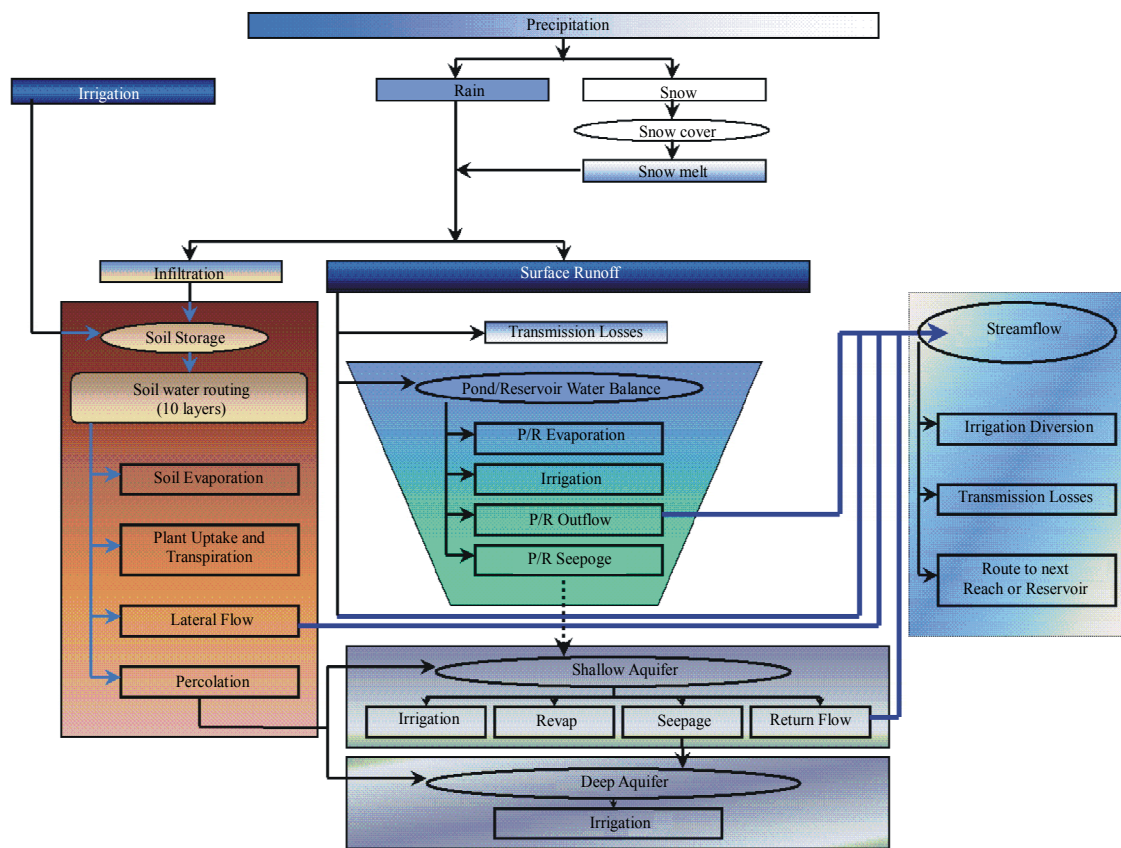 Precipitation
Irrigation
Rain
Snow
Snow cover
Snow melt
Infiltration
Surface Runoff
Soil Storage
Transmission Losses
Streamflow
Soil water routing
(10 layers)
Pond/Reservoir Water Balance
P/R Evaporation
Irrigation
P/R Outflow
P/R Seepoge
Irrigation Diversion
Transmission Losses
Route to next
Reach or Reservoir
Soil Evaporation
Plant Uptake and
Transpiration
Lateral Flow
Percolation
Shallow Aquifer
Irrigation
Revap
Seepage
Return Flow
Deep Aquifer
Irrigation